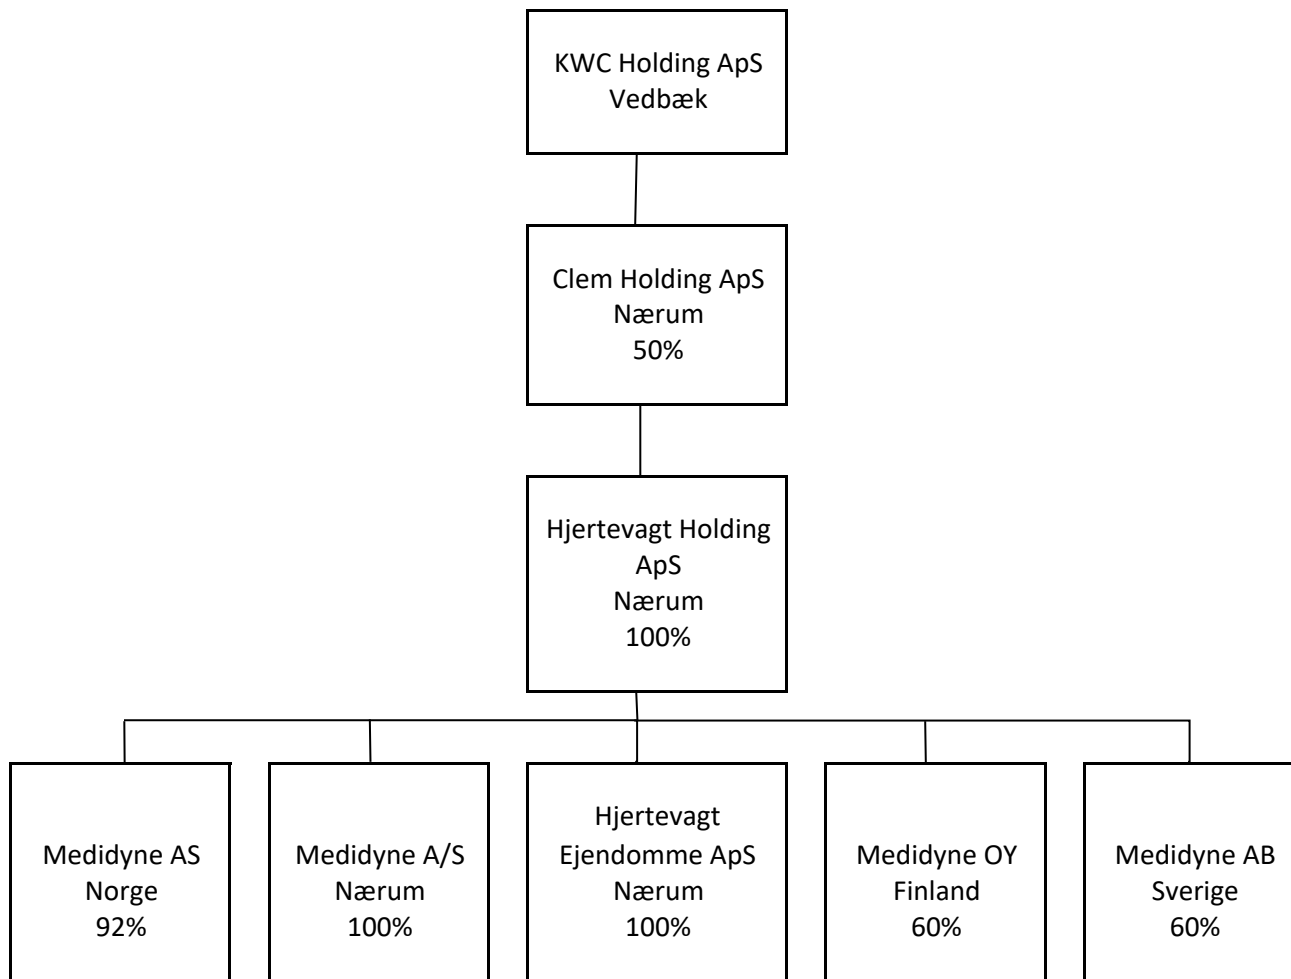 KWC Holding ApS
Vedbæk
Clem Holding ApS
Nærum
50%
Hjertevagt Holding
ApS
Nærum
100%
Medidyne AS
Norge
92%
Medidyne A/S
Nærum
100%
Hjertevagt
Ejendomme ApS
Nærum
100%
Medidyne OY
Finland
60%
Medidyne AB
Sverige
60%